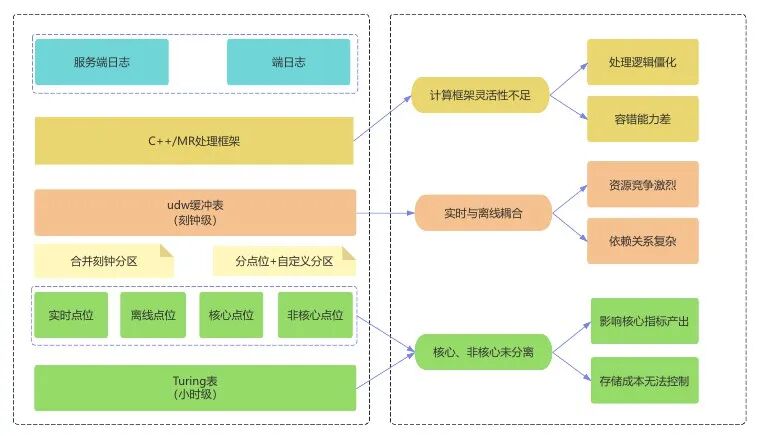 服务端日志
端日志
C++/MR处理框架
udw缓冲表
(刻钟级)
合并刻钟分区
分点位+自定义分区
实时点位
离线点位
核心点位
非核心点位
Turing表
(小时级)
计算框架灵活性不足
处理逻辑僵化
容错能力差
实时与离线耦合
资源竞争激烈
依赖关系复杂
核心、非核心未分离
影响核心指标产出
存储成本无法控制